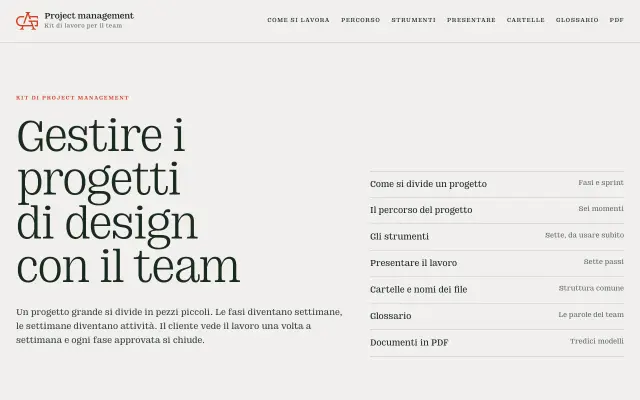 Project management
Kit di lavoro per il team
COME SI LAVORA PERCORSO STRUMENTI PRESENTARE CARTELLE GLOSSARIO PDF
KIT DI PROJECT MANAGEMENT
Gestire i
progetti
di design
con il team
Un progetto grande si divide in pezzi piccoli. Le fasi diventano settimane,
le settimane diventano attività. Il cliente vede il lavoro una volta a
settimana e ogni fase approvata si chiude.
Come si divide un progetto Fasi e sprint
Il percorso del progetto Sei momenti
Gli strumenti Sette, da usare subito
Presentare il lavoro Sette passi
Cartelle e nomi dei file Struttura comune
Glossario Le parole del team
Documenti in PDF Tredici modelli